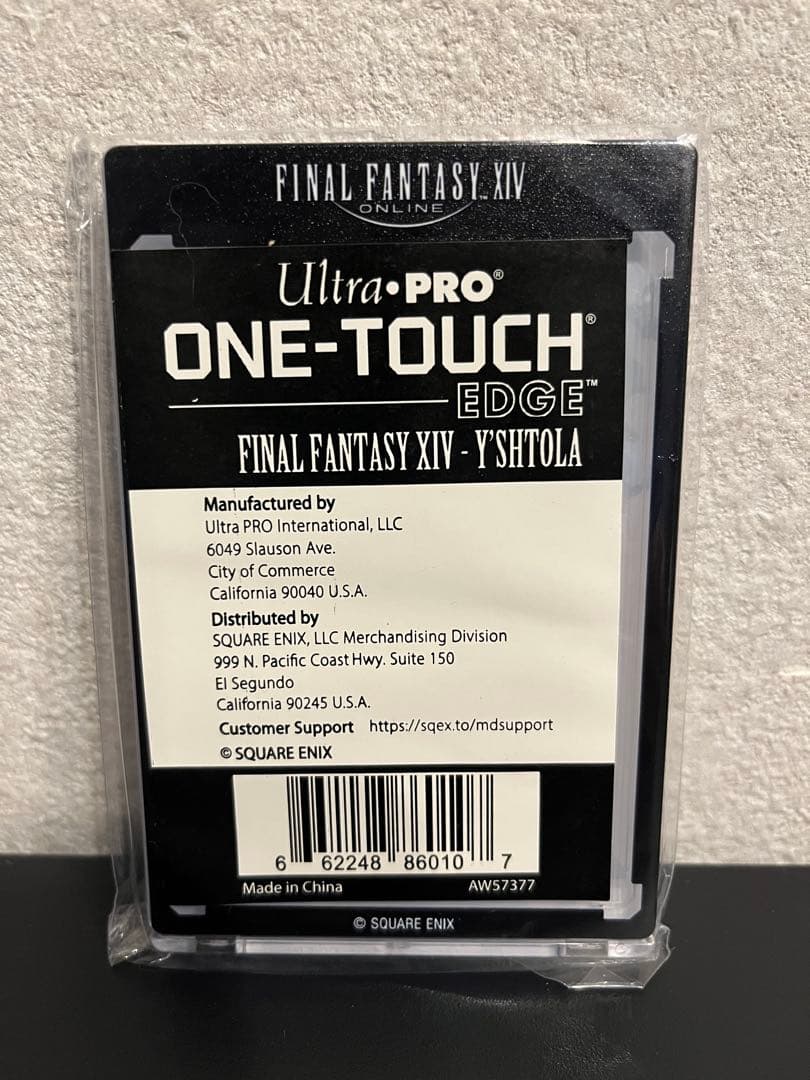 FINAL FANTASY™ XIV
ONLINE
Ultra•PRO®
ONE-TOUCH®
EDGE™
FINAL FANTASY XIV - Y'SHTOLA
Manufactured by
Ultra PRO International, LLC
6049 Slauson Ave.
City of Commerce
California 90040 U.S.A.
Distributed by
SQUARE ENIX, LLC Merchandising Division
999 N. Pacific Coast Hwy. Suite 150
El Segundo
California 90245 U.S.A.
Customer Support https://sqex.to/mdsupport
© SQUARE ENIX
6 62248 86010 7
Made in China AW57377
© SQUARE ENIX